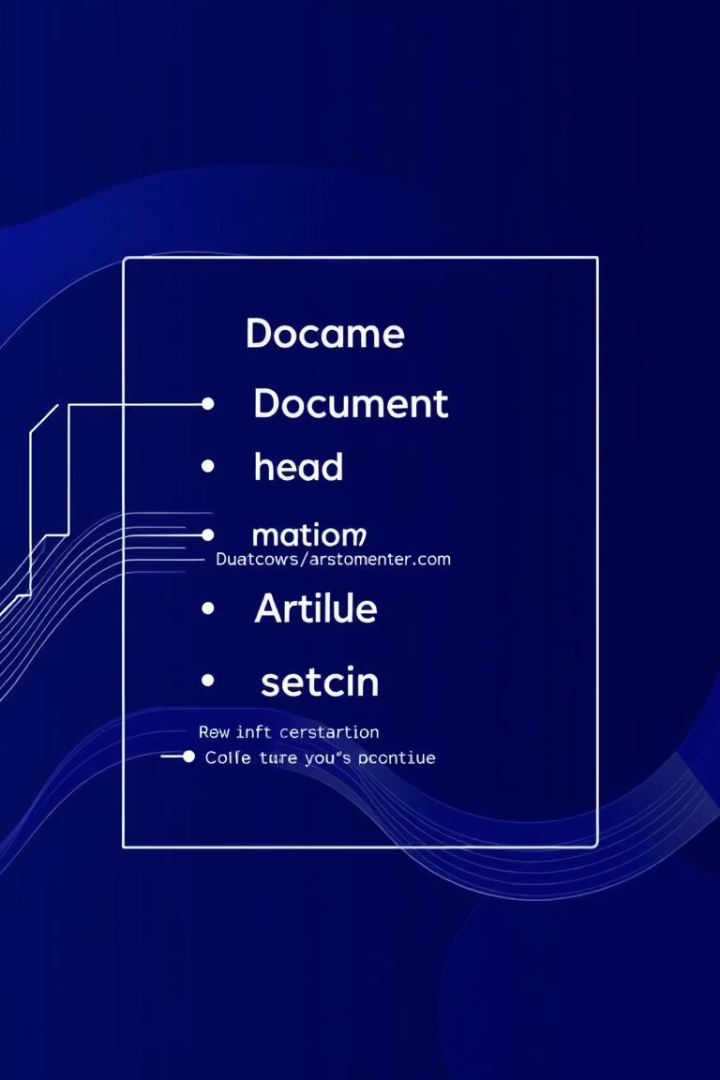 Docame
Document
head
matiom
Duatcows/arstomenter.com
Artilue
setcin
Rew inft cerstartion
Colfe ture you"s pcontiue